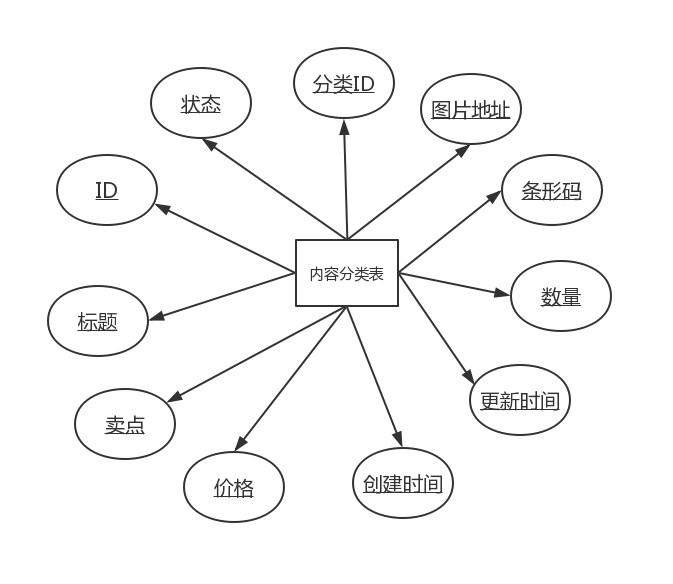 分类ID
状态
图片地址
ID
条形码
内容分类表
数量
标题
更新时间
卖点
价格
创建时间